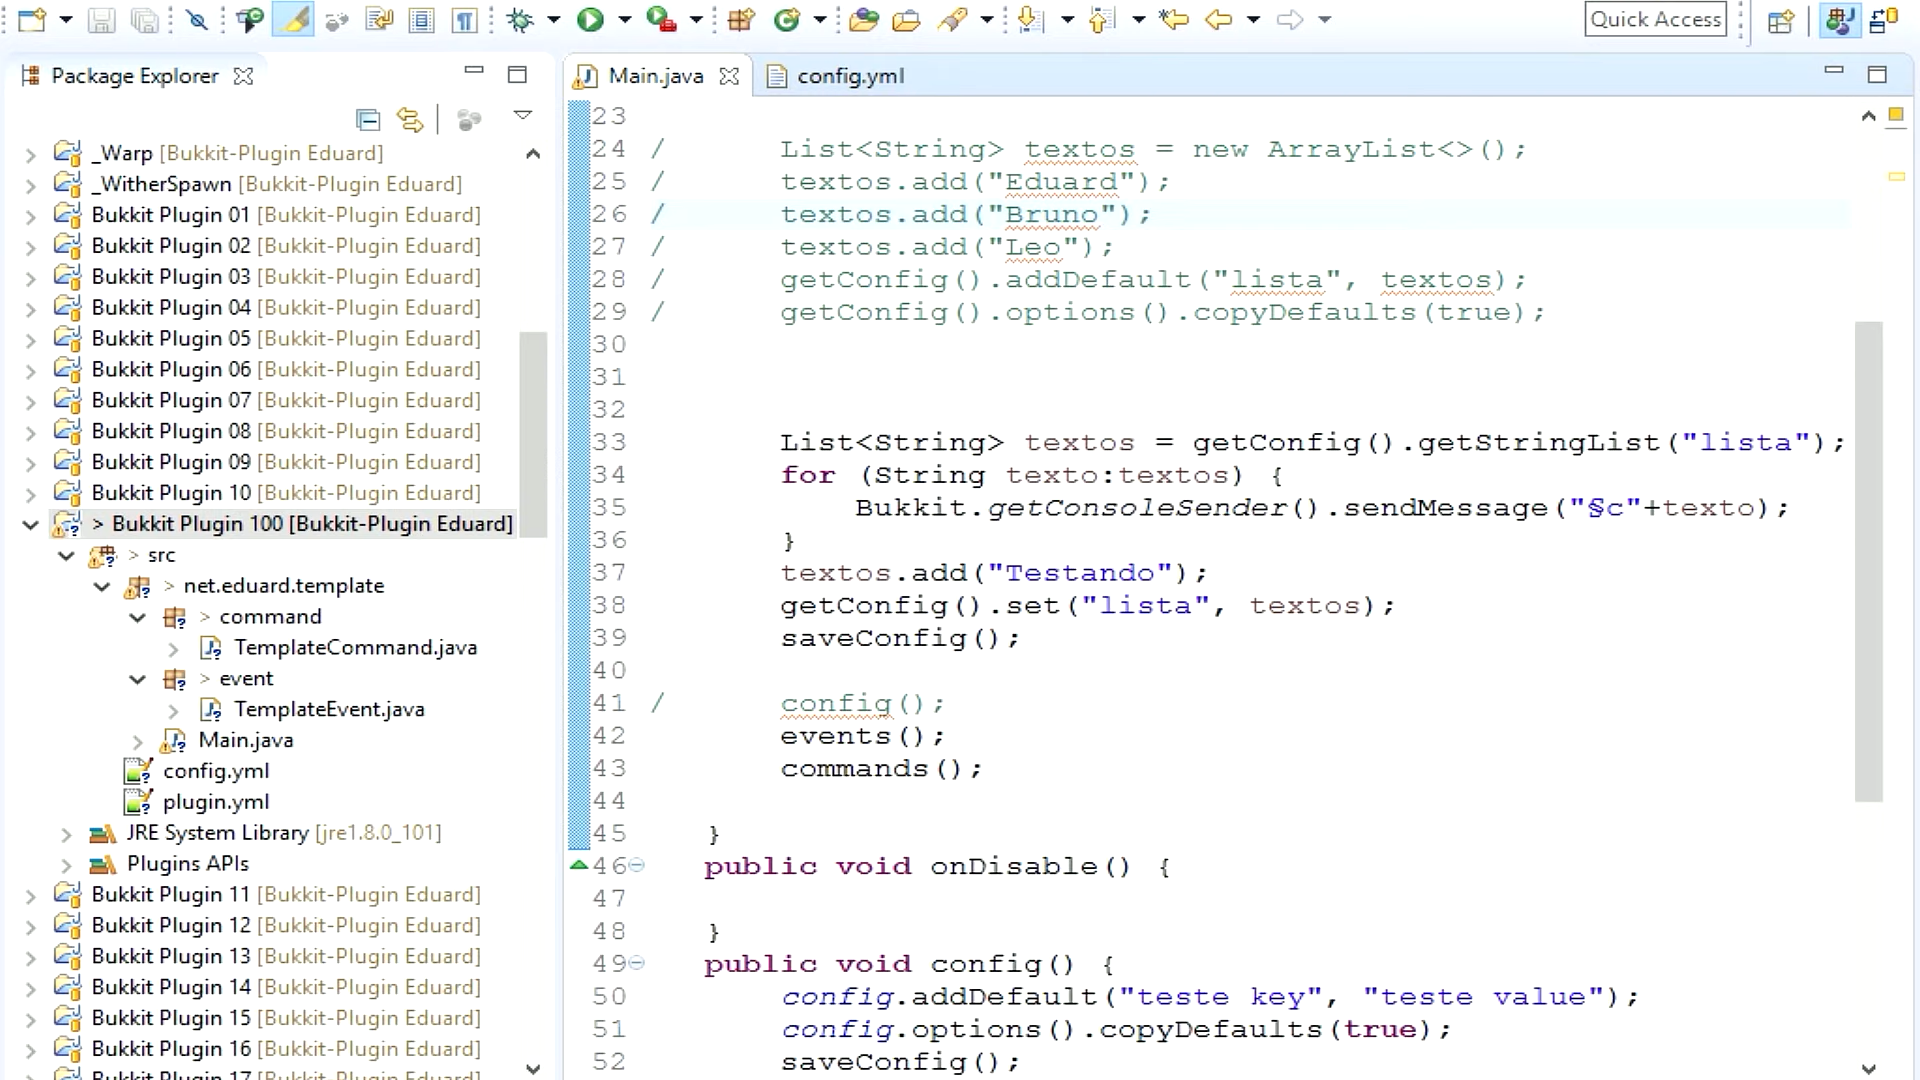 Quick Access
Package Explorer
_Warp [Bukkit-Plugin Eduard]
_WitherSpawn [Bukkit-Plugin Eduard]
Bukkit Plugin 01 [Bukkit-Plugin Eduard]
Bukkit Plugin 02 [Bukkit-Plugin Eduard]
Bukkit Plugin 03 [Bukkit-Plugin Eduard]
Bukkit Plugin 04 [Bukkit-Plugin Eduard]
Bukkit Plugin 05 [Bukkit-Plugin Eduard]
Bukkit Plugin 06 [Bukkit-Plugin Eduard]
Bukkit Plugin 07 [Bukkit-Plugin Eduard]
Bukkit Plugin 08 [Bukkit-Plugin Eduard]
Bukkit Plugin 09 [Bukkit-Plugin Eduard]
Bukkit Plugin 10 [Bukkit-Plugin Eduard]
> Bukkit Plugin 100 [Bukkit-Plugin Eduard]
> src
> net.eduard.template
> command
TemplateCommand.java
> event
TemplateEvent.java
Main.java
config.yml
plugin.yml
JRE System Library [jre1.8.0_101]
Plugins APIs
Bukkit Plugin 11 [Bukkit-Plugin Eduard]
Bukkit Plugin 12 [Bukkit-Plugin Eduard]
Bukkit Plugin 13 [Bukkit-Plugin Eduard]
Bukkit Plugin 14 [Bukkit-Plugin Eduard]
Bukkit Plugin 15 [Bukkit-Plugin Eduard]
Bukkit Plugin 16 [Bukkit-Plugin Eduard]
Bukkit Plugin 17 [Bukkit-Plugin Eduard]
Main.java config.yml
23
24 / List<String> textos = new ArrayList<>();
25 / textos.add("Eduard");
26 / textos.add("Bruno");
27 / textos.add("Leo");
28 / getConfig().addDefault("lista", textos);
29 / getConfig().options().copyDefaults(true);
30
31
32
33 List<String> textos = getConfig().getStringList("lista");
34 for (String texto:textos) {
35 Bukkit.getConsoleSender().sendMessage("§c"+texto);
36 }
37 textos.add("Testando");
38 getConfig().set("lista", textos);
39 saveConfig();
40
41 / config();
42 events();
43 commands();
44
45 }
46 public void onDisable() {
47
48 }
49 public void config() {
50 config.addDefault("teste key", "teste value");
51 config.options().copyDefaults(true);
52 saveConfig();